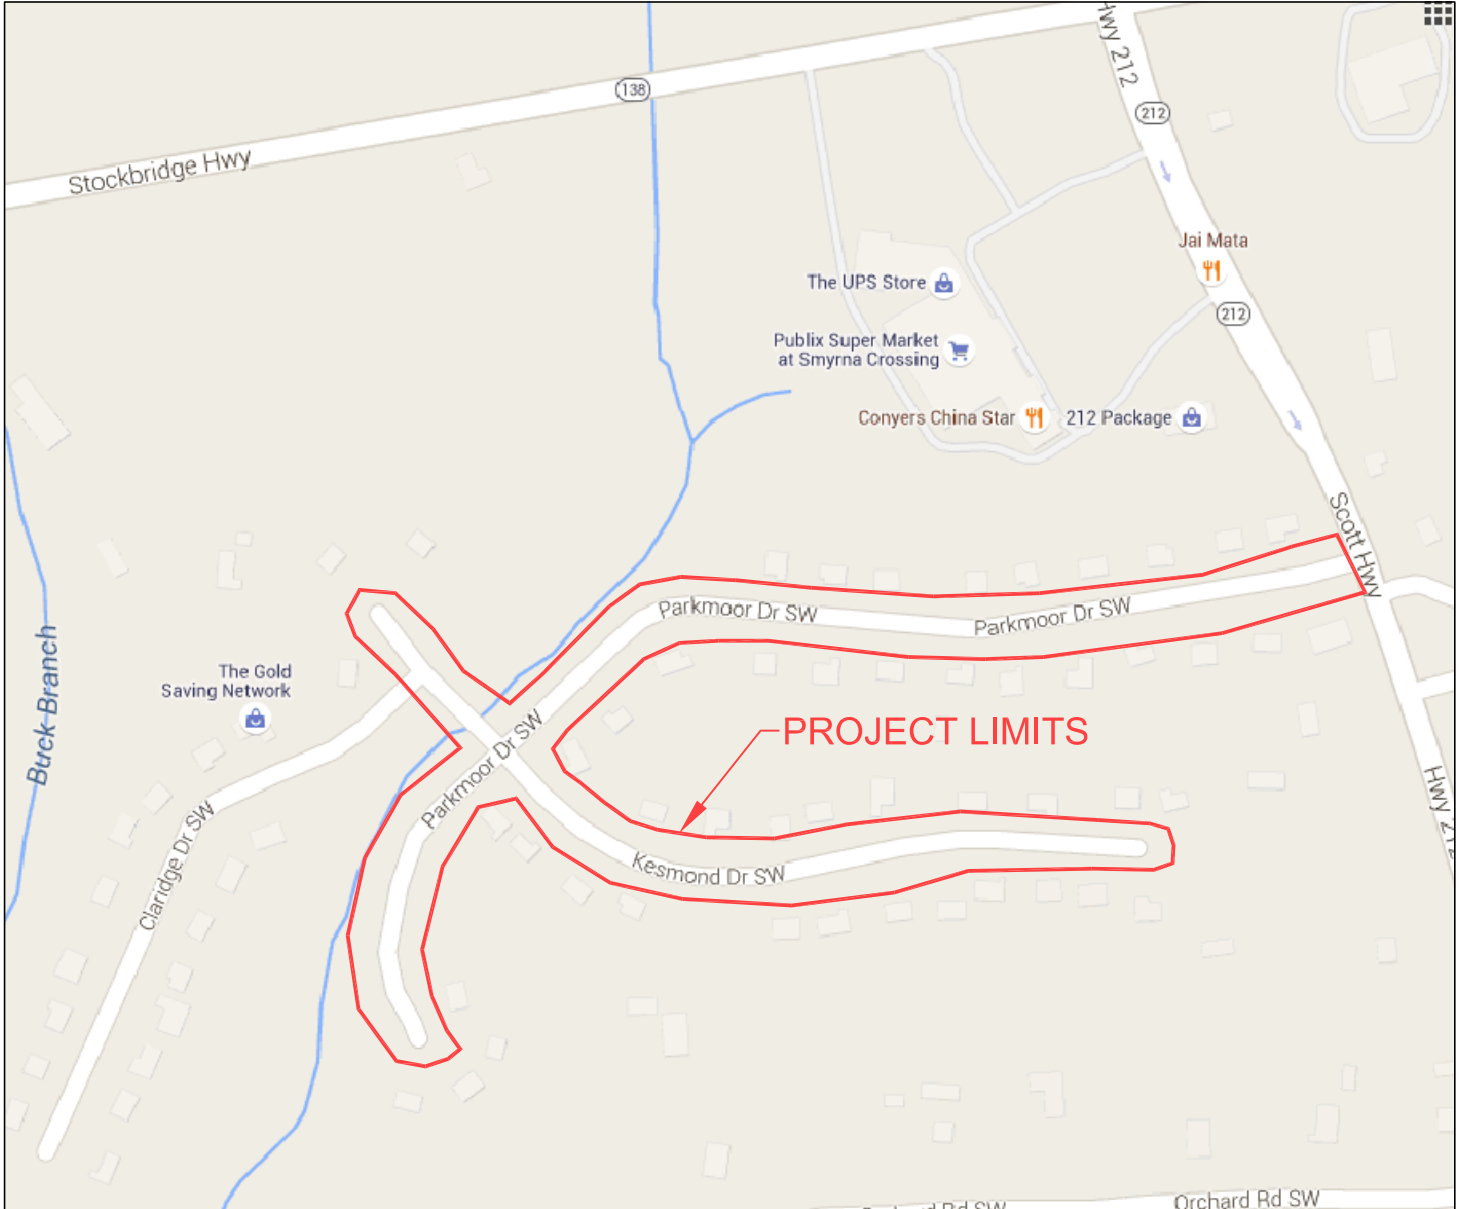 Hwy 212
138
212
Stockbridge Hwy
Jai Mata
The UPS Store
212
Publix Super Market
at Smyrna Crossing
Conyers China Star
212 Package
Scott Hwy
Parkmoor Dr SW
Parkmoor Dr SW
Buck Branch
The Gold
Saving Network
PROJECT LIMITS
Parkmoor Dr SW
Hwy 212
Claridge Dr SW
Kesmond Dr SW
Rd SW
Orchard Rd SW